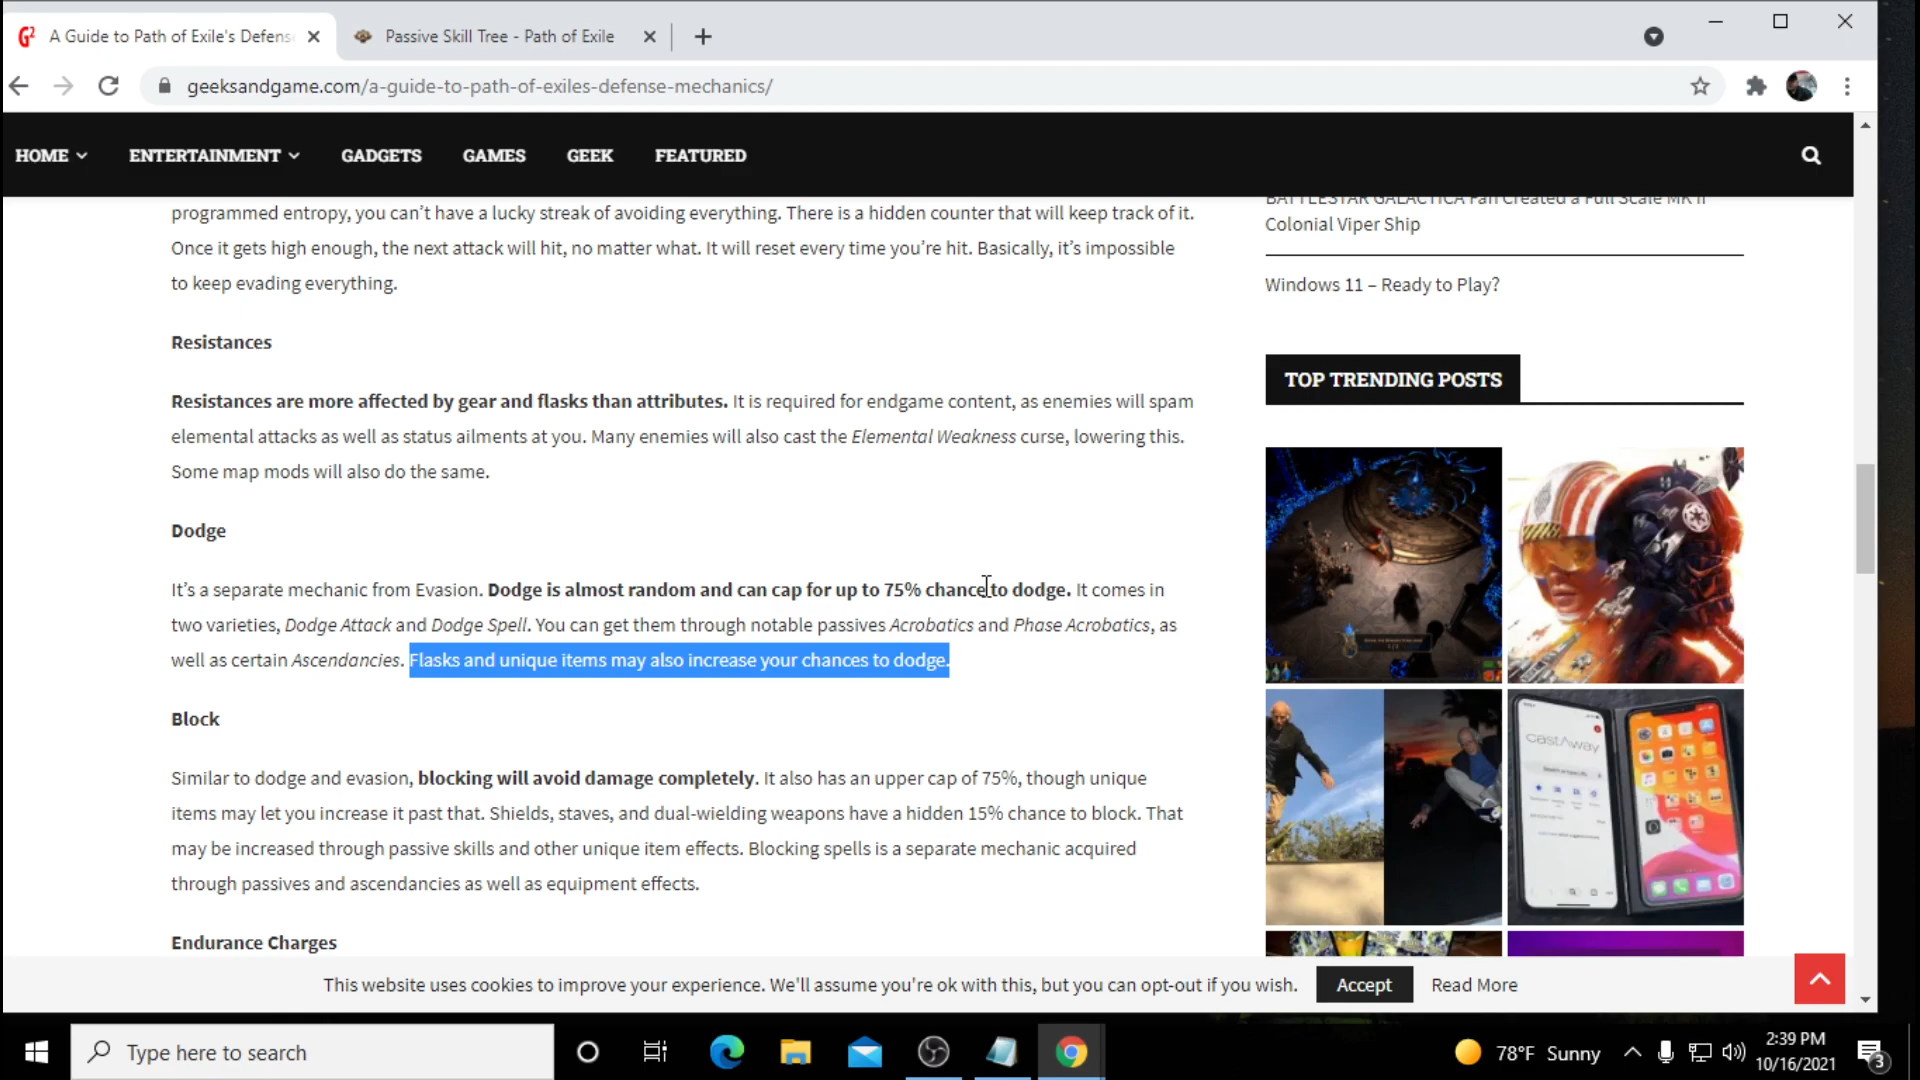 A Guide to Path of Exile's Defens
Passive Skill Tree - Path of Exile
geeksandgame.com/a-guide-to-path-of-exiles-defense-mechanics/
HOME
ENTERTAINMENT
GADGETS
GAMES
GEEK
FEATURED
programmed entropy, you can't have a lucky streak of avoiding everything. There is a hidden counter that will keep track of it.
Once it gets high enough, the next attack will hit, no matter what. It will reset every time you're hit. Basically, it's impossible
to keep evading everything.
Resistances
Resistances are more affected by gear and flasks than attributes. It is required for endgame content, as enemies will spam
elemental attacks as well as status ailments at you. Many enemies will also cast the Elemental Weakness curse, lowering this.
Some map mods will also do the same.
Dodge
It's a separate mechanic from Evasion. Dodge is almost random and can cap for up to 75% chance to dodge. It comes in
two varieties, Dodge Attack and Dodge Spell. You can get them through notable passives Acrobatics and Phase Acrobatics, as
well as certain Ascendancies. Flasks and unique items may also increase your chances to dodge.
Block
Similar to dodge and evasion, blocking will avoid damage completely. It also has an upper cap of 75%, though unique
items may let you increase it past that. Shields, staves, and dual-wielding weapons have a hidden 15% chance to block. That
may be increased through passive skills and other unique item effects. Blocking spells is a separate mechanic acquired
through passives and ascendancies as well as equipment effects.
Endurance Charges
BATTLESTAR GALACTICA Fan Created a Full Scale MK II
Colonial Viper Ship
Windows 11 – Ready to Play?
TOP TRENDING POSTS
castAway
This website uses cookies to improve your experience. We'll assume you're ok with this, but you can opt-out if you wish.
Accept
Read More
Type here to search
78°F Sunny
2:39 PM
10/16/2021
3